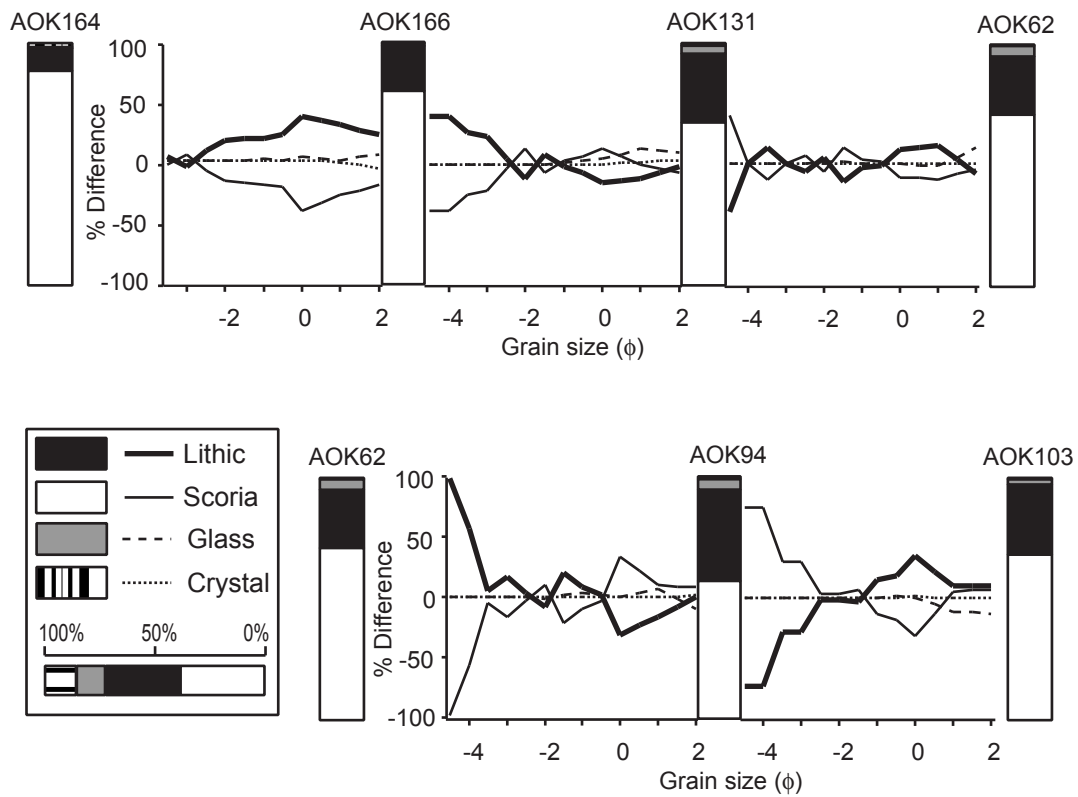 AOK164
AOK166
AOK131
AOK62
% Difference
100
50
0
-50
-100
-2 0 2
-4 -2 0 2
-4 -2 0 2
Grain size (ϕ)
Lithic
Scoria
Glass
Crystal
100% 50% 0%
AOK62
AOK94
AOK103
% Difference
100
50
0
-50
-100
-4 -2 0 2
-4 -2 0 2
Grain size (ϕ)